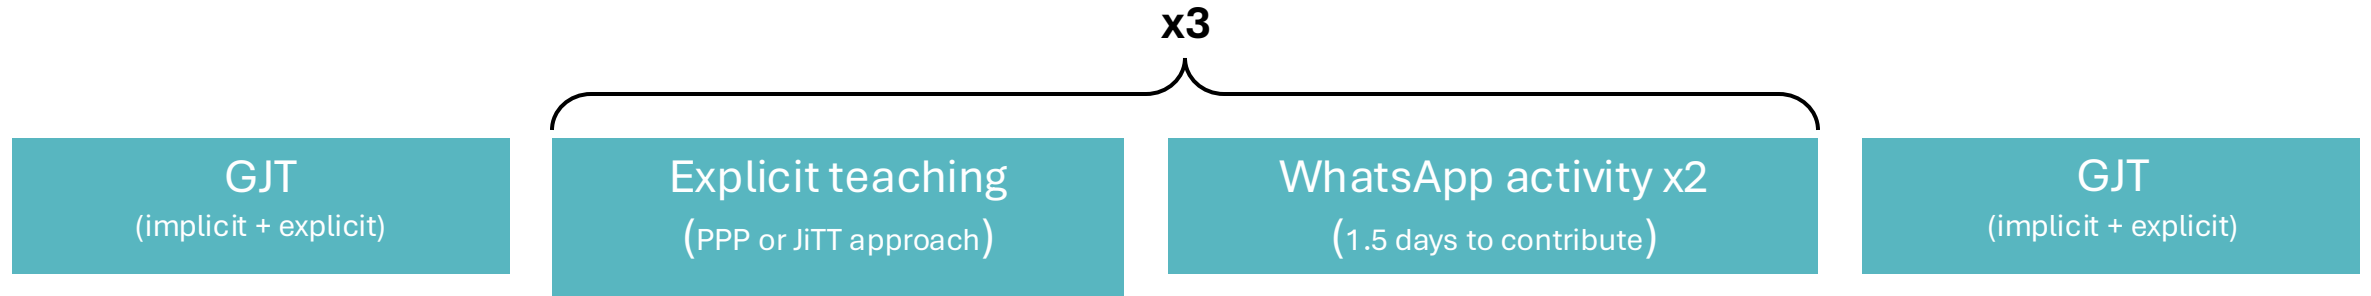 x3
GJT
(implicit + explicit)
Explicit teaching
(PPP or JiTT approach)
WhatsApp activity x2
(1.5 days to contribute)
GJT
(implicit + explicit)